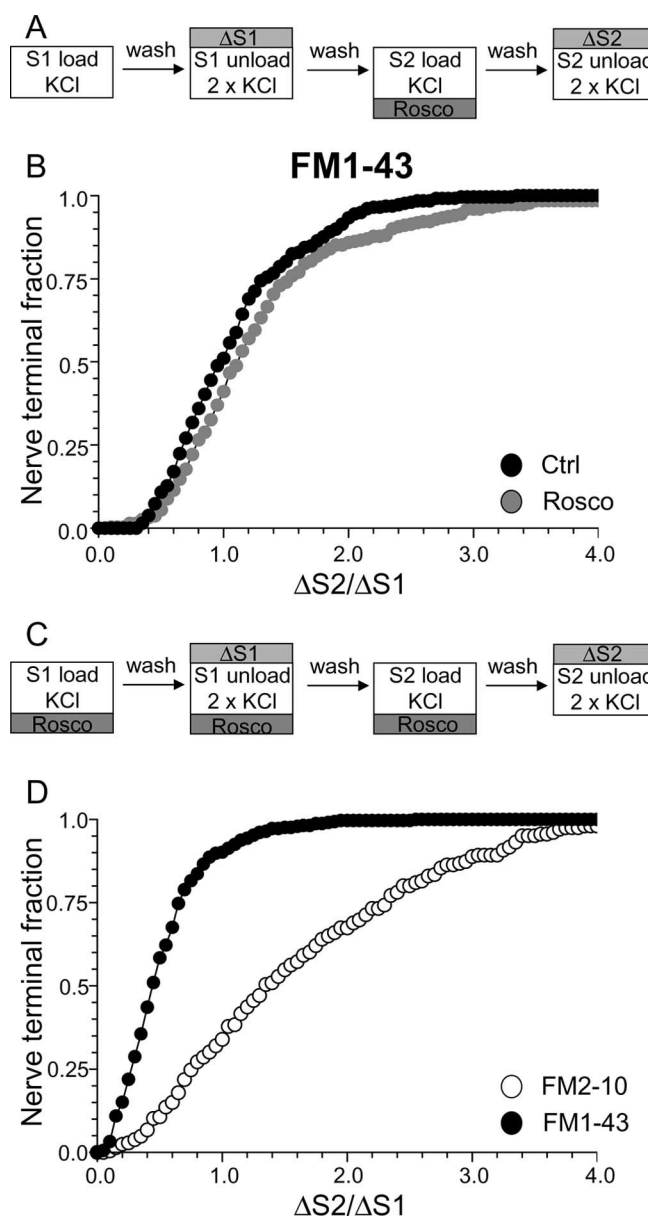 A
S1 load
KCl
wash
ΔS1
S1 unload
2 x KCl
wash
S2 load
KCl
Rosco
wash
ΔS2
S2 unload
2 x KCl
B
FM1-43
Nerve terminal fraction
1.0
0.75
0.5
0.25
0.0
0.0 1.0 2.0 3.0 4.0
ΔS2/ΔS1
Ctrl
Rosco
C
S1 load
KCl
Rosco
wash
ΔS1
S1 unload
2 x KCl
Rosco
wash
S2 load
KCl
Rosco
wash
ΔS2
S2 unload
2 x KCl
D
Nerve terminal fraction
1.0
0.75
0.5
0.25
0.0
0.0 1.0 2.0 3.0 4.0
ΔS2/ΔS1
FM2-10
FM1-43